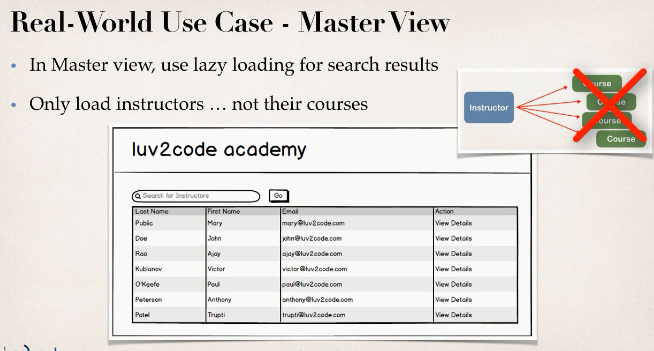 Real-World Use Case - Master View
• In Master view, use lazy loading for search results
• Only load instructors … not their courses
Instructor
Course
Course
Course
Course
luv2code academy
Search for Instructors
Go
Last Name First Name Email Action
Public Mary mary@luv2code.com View Details
Doe John john@luv2code.com View Details
Rao Ajay ajay@luv2code.com View Details
Kublanov Victor victor@luv2code.com View Details
O'Keefe Paul paul@luv2code.com View Details
Peterson Anthony anthony@luv2code.com View Details
Patel Trupti trupti@luv2code.com View Details